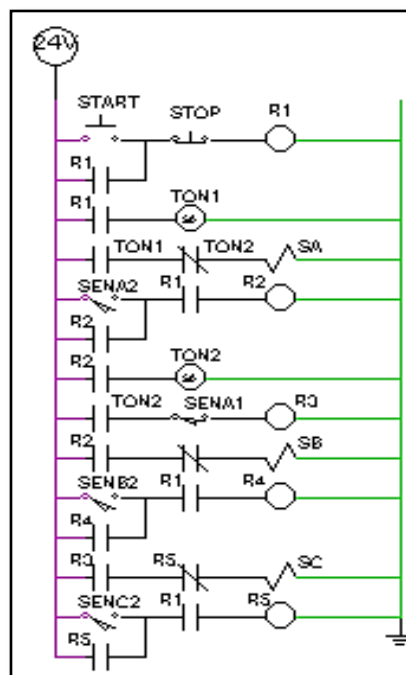 24V
START STOP R1
R1
R1 TON1
TON1 TON2 SA
SENA2 R1 R2
R2
R2 TON2
TON2 SENA1 R3
R2 SB
SENB2 R1 R4
R4
R3 R5 SC
SENC2 R1 R5
R5